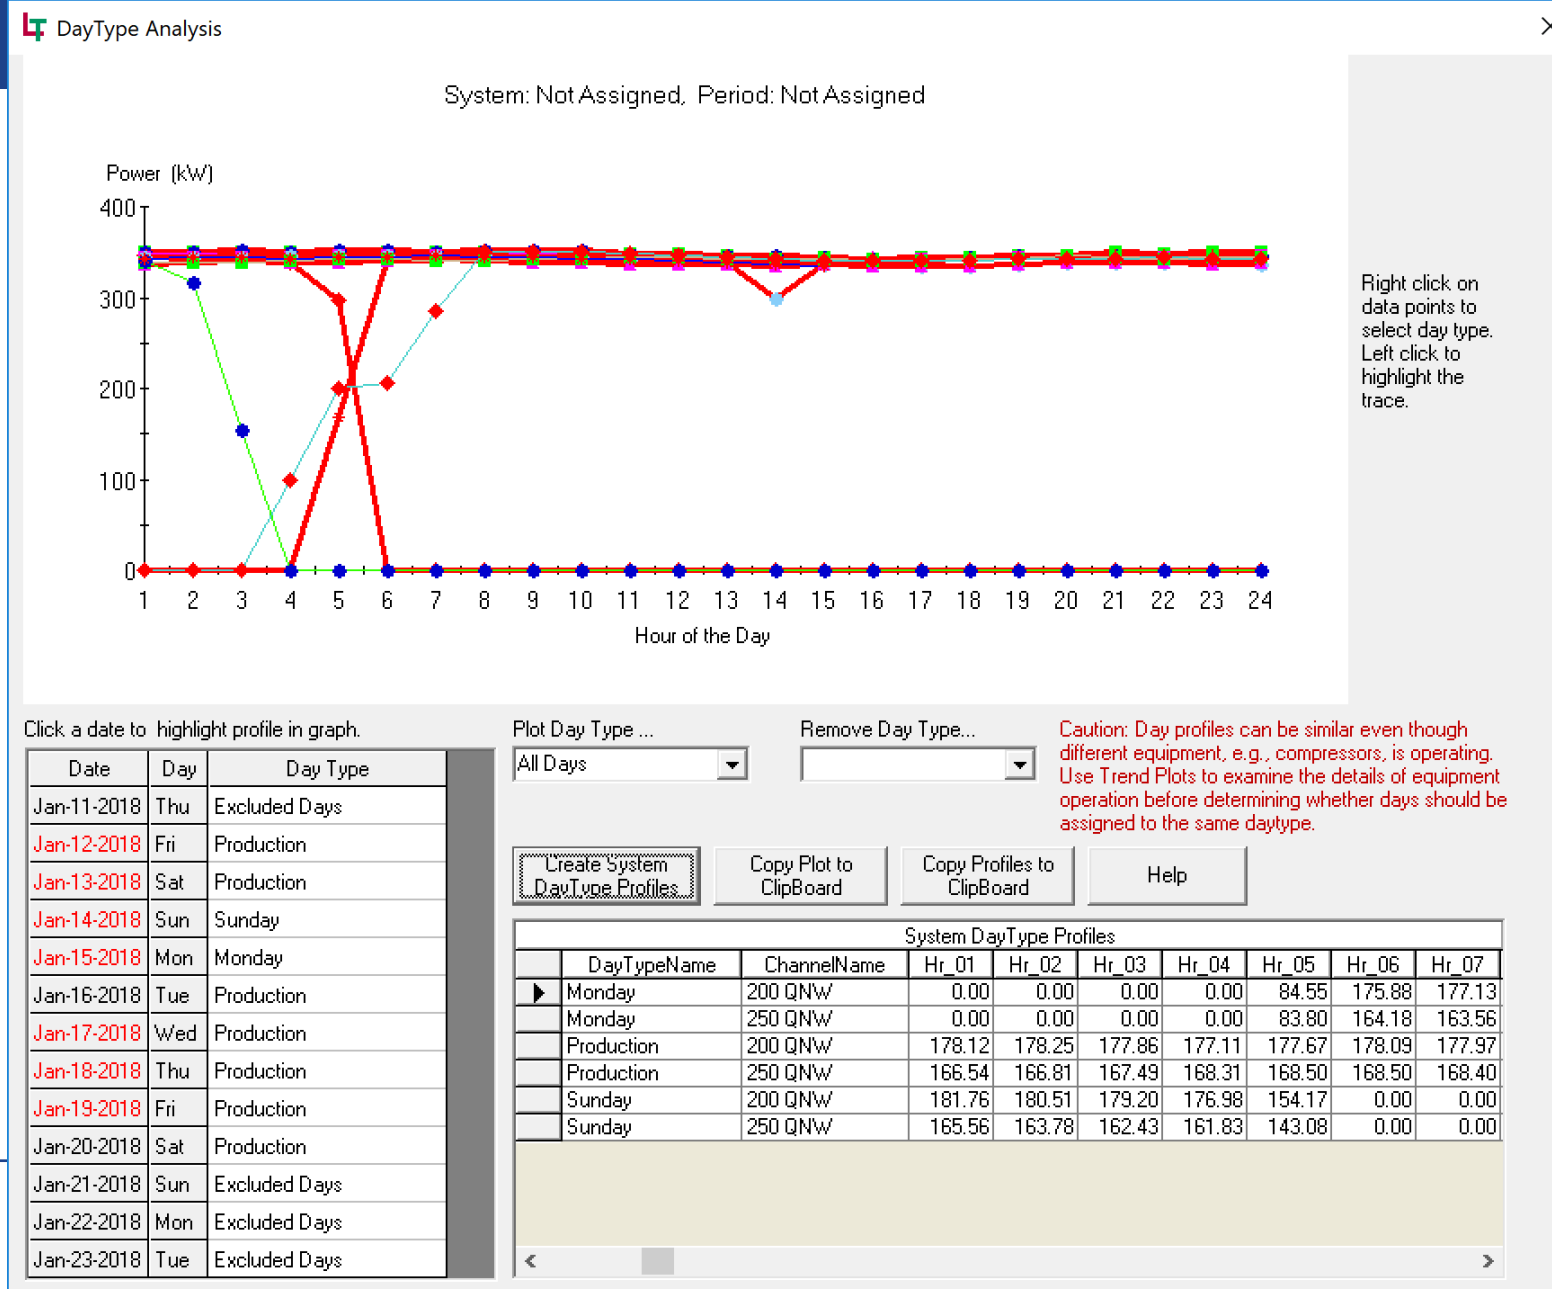 DayType Analysis
System: Not Assigned, Period: Not Assigned
Power (kW)
400
300
200
100
0
1 2 3 4 5 6 7 8 9 10 11 12 13 14 15 16 17 18 19 20 21 22 23 24
Hour of the Day
Right click on
data points to
select day type.
Left click to
highlight the
trace.
Click a date to highlight profile in graph.
Date Day Day Type
Jan-11-2018 Thu Excluded Days
Jan-12-2018 Fri Production
Jan-13-2018 Sat Production
Jan-14-2018 Sun Sunday
Jan-15-2018 Mon Monday
Jan-16-2018 Tue Production
Jan-17-2018 Wed Production
Jan-18-2018 Thu Production
Jan-19-2018 Fri Production
Jan-20-2018 Sat Production
Jan-21-2018 Sun Excluded Days
Jan-22-2018 Mon Excluded Days
Jan-23-2018 Tue Excluded Days
Plot Day Type ...
All Days
Remove Day Type...
Caution: Day profiles can be similar even though
different equipment, e.g., compressors, is operating.
Use Trend Plots to examine the details of equipment
operation before determining whether days should be
assigned to the same daytype.
Create System
DayType Profiles
Copy Plot to
ClipBoard
Copy Profiles to
ClipBoard
Help
System DayType Profiles
DayTypeName ChannelName Hr_01 Hr_02 Hr_03 Hr_04 Hr_05 Hr_06 Hr_07
Monday 200 QNW 0.00 0.00 0.00 0.00 84.55 175.88 177.13
Monday 250 QNW 0.00 0.00 0.00 0.00 83.80 164.18 163.56
Production 200 QNW 178.12 178.25 177.86 177.11 177.67 178.09 177.97
Production 250 QNW 166.54 166.81 167.49 168.31 168.50 168.50 168.40
Sunday 200 QNW 181.76 180.51 179.20 176.98 154.17 0.00 0.00
Sunday 250 QNW 165.56 163.78 162.43 161.83 143.08 0.00 0.00